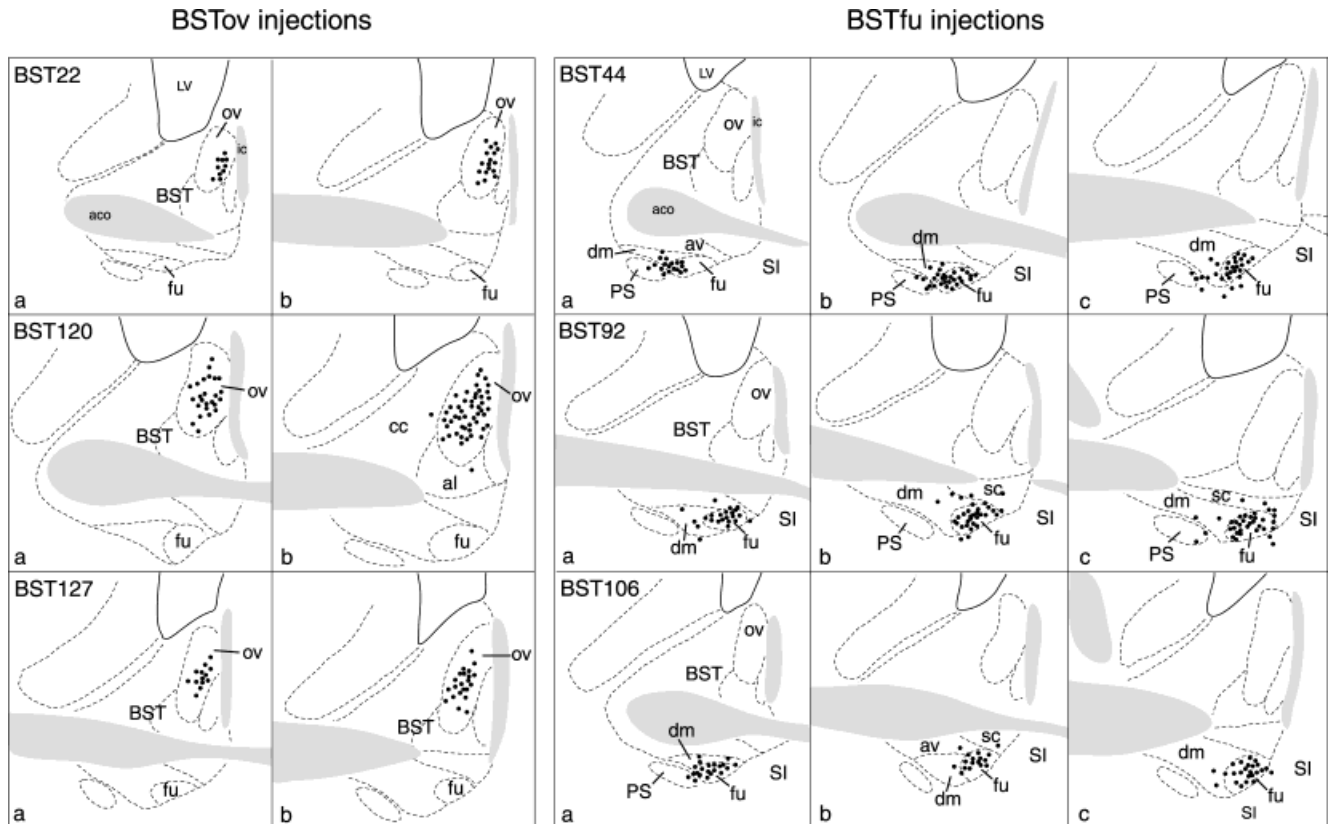 BSTov injections
BSTfu injections
BST22
LV
ov
ic
BST
aco
fu
a
ov
fu
b
BST44
LV
ov
ic
BST
aco
dm
av
PS
fu
SI
a
dm
PS
fu
SI
b
dm
PS
fu
SI
c
BST120
ov
BST
fu
a
cc
ov
al
fu
b
BST92
ov
BST
dm
fu
SI
a
dm
sc
PS
fu
SI
b
dm
sc
PS
fu
SI
c
BST127
ov
BST
fu
a
ov
BST
fu
b
BST106
ov
BST
dm
PS
fu
SI
a
av
sc
dm
fu
SI
b
dm
SI
fu
SI
c